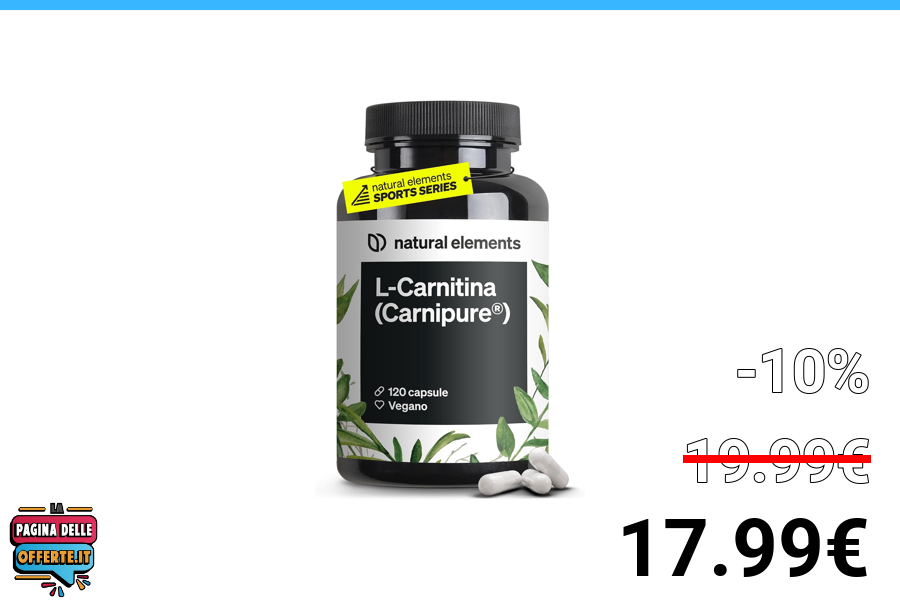 natural elements
SPORTS SERIES
natural elements
L-Carnitina
(Carnipure®)
120 capsule
Vegano
-10%
19.99€
17.99€
LA
PAGINA DELLE
OFFERTE.IT